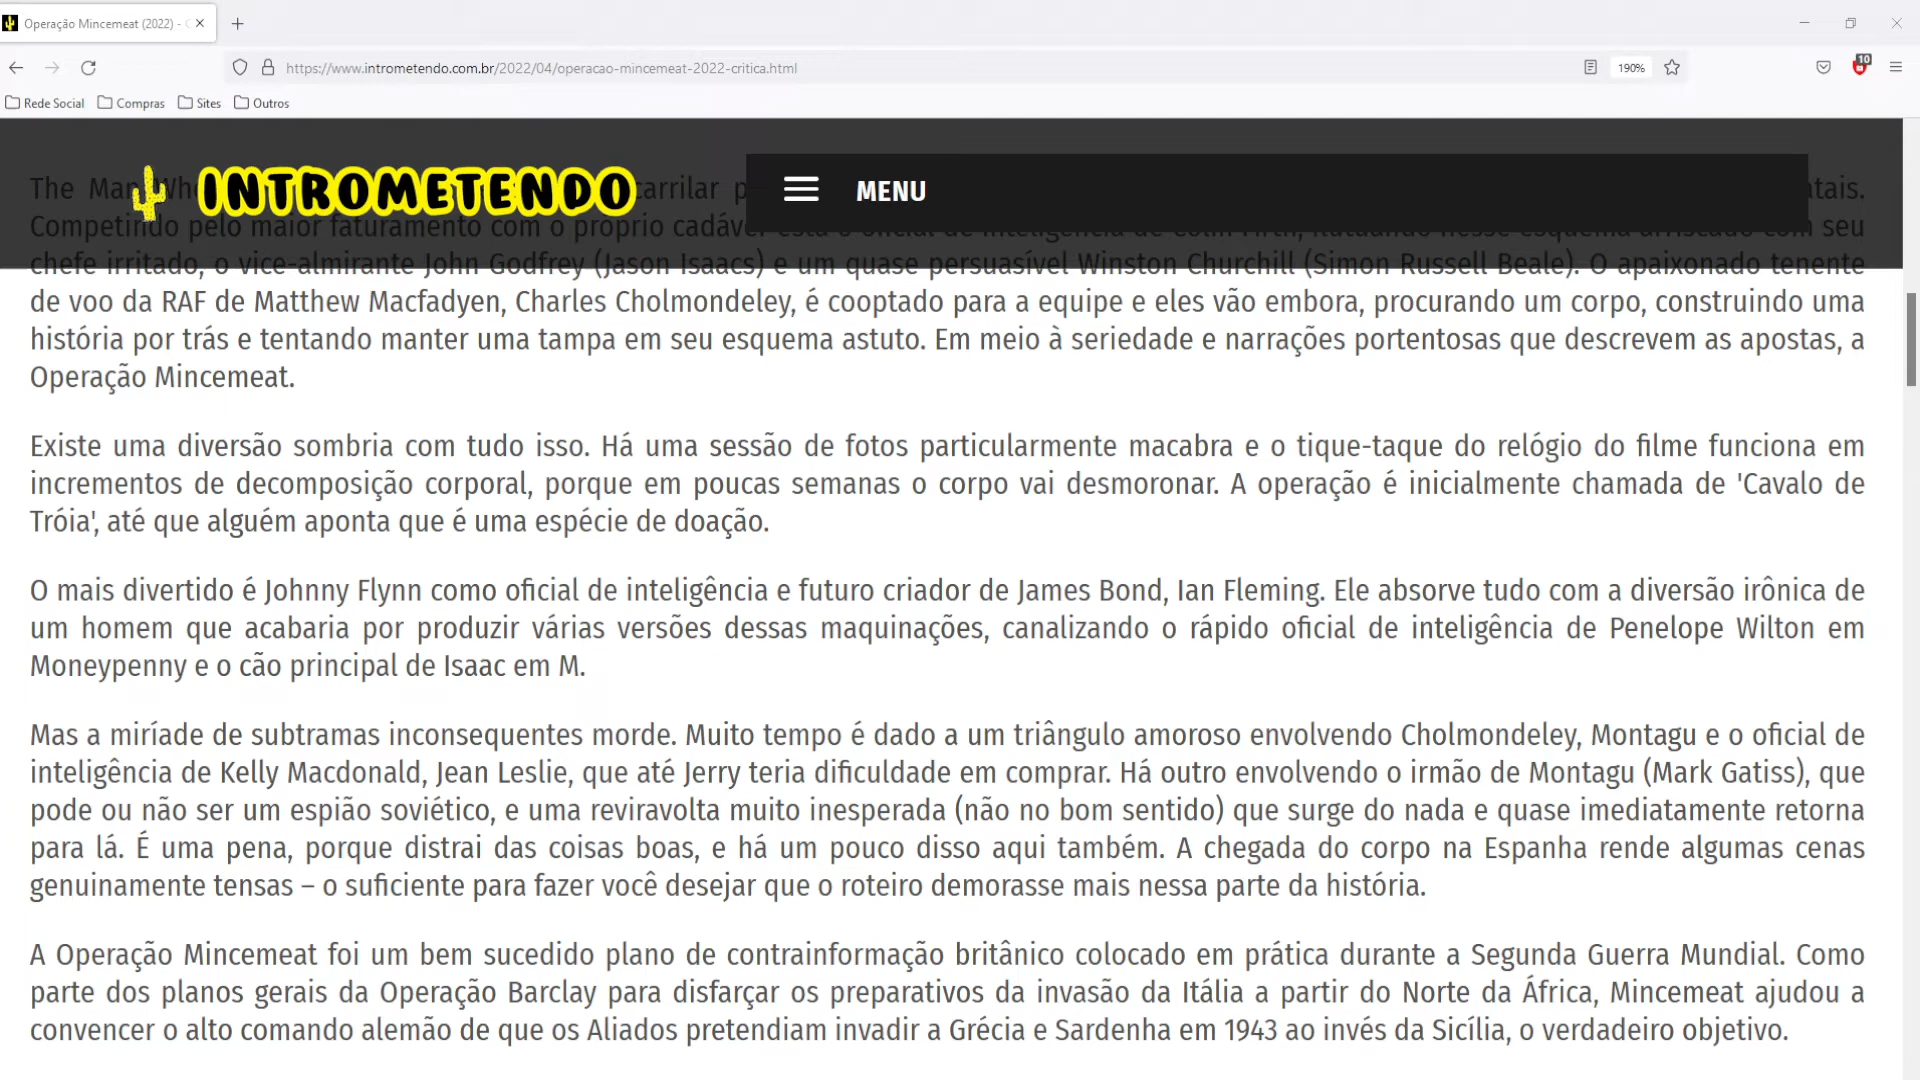 Operação Mincemeat (2022) - C
https://www.intrometendo.com.br/2022/04/operacao-mincemeat-2022-critica.html
190%
10
Rede Social Compras Sites Outros
INTROMETENDO
MENU
The Man Who carrilar
Competindo pelo maior faturamento com o próprio cadáver está o oficial de inteligência de Colin Firth, flutuando nesse esquema arriscado com seu
chefe irritado, o vice-almirante John Godfrey (Jason Isaacs) e um quase persuasível Winston Churchill (Simon Russell Beale). O apaixonado tenente
de voo da RAF de Matthew Macfadyen, Charles Cholmondeley, é cooptado para a equipe e eles vão embora, procurando um corpo, construindo uma
história por trás e tentando manter uma tampa em seu esquema astuto. Em meio à seriedade e narrações portentosas que descrevem as apostas, a
Operação Mincemeat.
Existe uma diversão sombria com tudo isso. Há uma sessão de fotos particularmente macabra e o tique-taque do relógio do filme funciona em
incrementos de decomposição corporal, porque em poucas semanas o corpo vai desmoronar. A operação é inicialmente chamada de 'Cavalo de
Tróia', até que alguém aponta que é uma espécie de doação.
O mais divertido é Johnny Flynn como oficial de inteligência e futuro criador de James Bond, Ian Fleming. Ele absorve tudo com a diversão irônica de
um homem que acabaria por produzir várias versões dessas maquinações, canalizando o rápido oficial de inteligência de Penelope Wilton em
Moneypenny e o cão principal de Isaac em M.
Mas a miríade de subtramas inconsequentes morde. Muito tempo é dado a um triângulo amoroso envolvendo Cholmondeley, Montagu e o oficial de
inteligência de Kelly Macdonald, Jean Leslie, que até Jerry teria dificuldade em comprar. Há outro envolvendo o irmão de Montagu (Mark Gatiss), que
pode ou não ser um espião soviético, e uma reviravolta muito inesperada (não no bom sentido) que surge do nada e quase imediatamente retorna
para lá. É uma pena, porque distrai das coisas boas, e há um pouco disso aqui também. A chegada do corpo na Espanha rende algumas cenas
genuinamente tensas – o suficiente para fazer você desejar que o roteiro demorasse mais nessa parte da história.
A Operação Mincemeat foi um bem sucedido plano de contrainformação britânico colocado em prática durante a Segunda Guerra Mundial. Como
parte dos planos gerais da Operação Barclay para disfarçar os preparativos da invasão da Itália a partir do Norte da África, Mincemeat ajudou a
convencer o alto comando alemão de que os Aliados pretendiam invadir a Grécia e Sardenha em 1943 ao invés da Sicília, o verdadeiro objetivo.